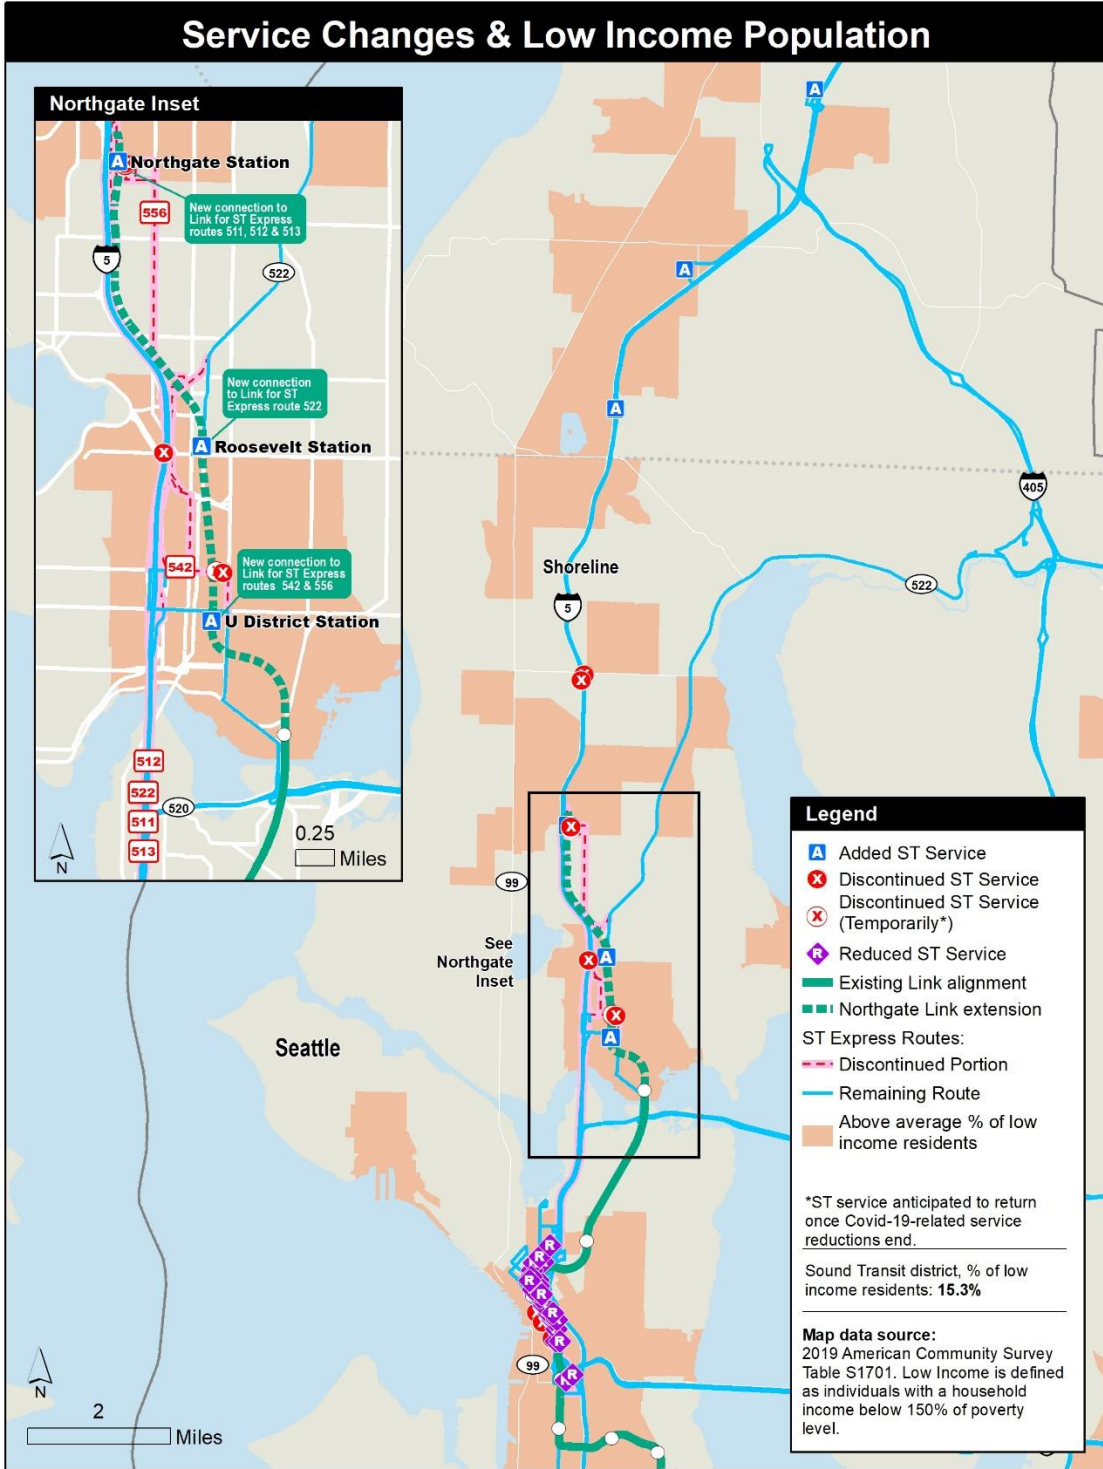 Service Changes & Low Income Population
Northgate Inset
A Northgate Station
New connection to
Link for ST Express
routes 511, 512 & 513
556
5
522
New connection
to Link for ST
Express route 522
A Roosevelt Station
X
542
X
New connection to
Link for ST Express
routes 542 & 556
A U District Station
512
522
511
513
520
N
0.25
Miles
A
A
A
405
Shoreline
5
522
X
X
99
See
Northgate
Inset
X
A
X
A
Seattle
R
R
R
R
R
R
R
99
N
2
Miles
Legend
A Added ST Service
X Discontinued ST Service
X Discontinued ST Service
(Temporarily*)
R Reduced ST Service
Existing Link alignment
Northgate Link extension
ST Express Routes:
Discontinued Portion
Remaining Route
Above average % of low
income residents
*ST service anticipated to return
once Covid-19-related service
reductions end.
Sound Transit district, % of low
income residents: 15.3%
Map data source:
2019 American Community Survey
Table S1701. Low Income is defined
as individuals with a household
income below 150% of poverty
level.